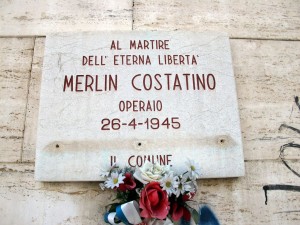 AL MARTIRE
DELL' ETERNA LIBERTA'
MERLIN COSTATINO
OPERAIO
26-4-1945
IL COMUNE